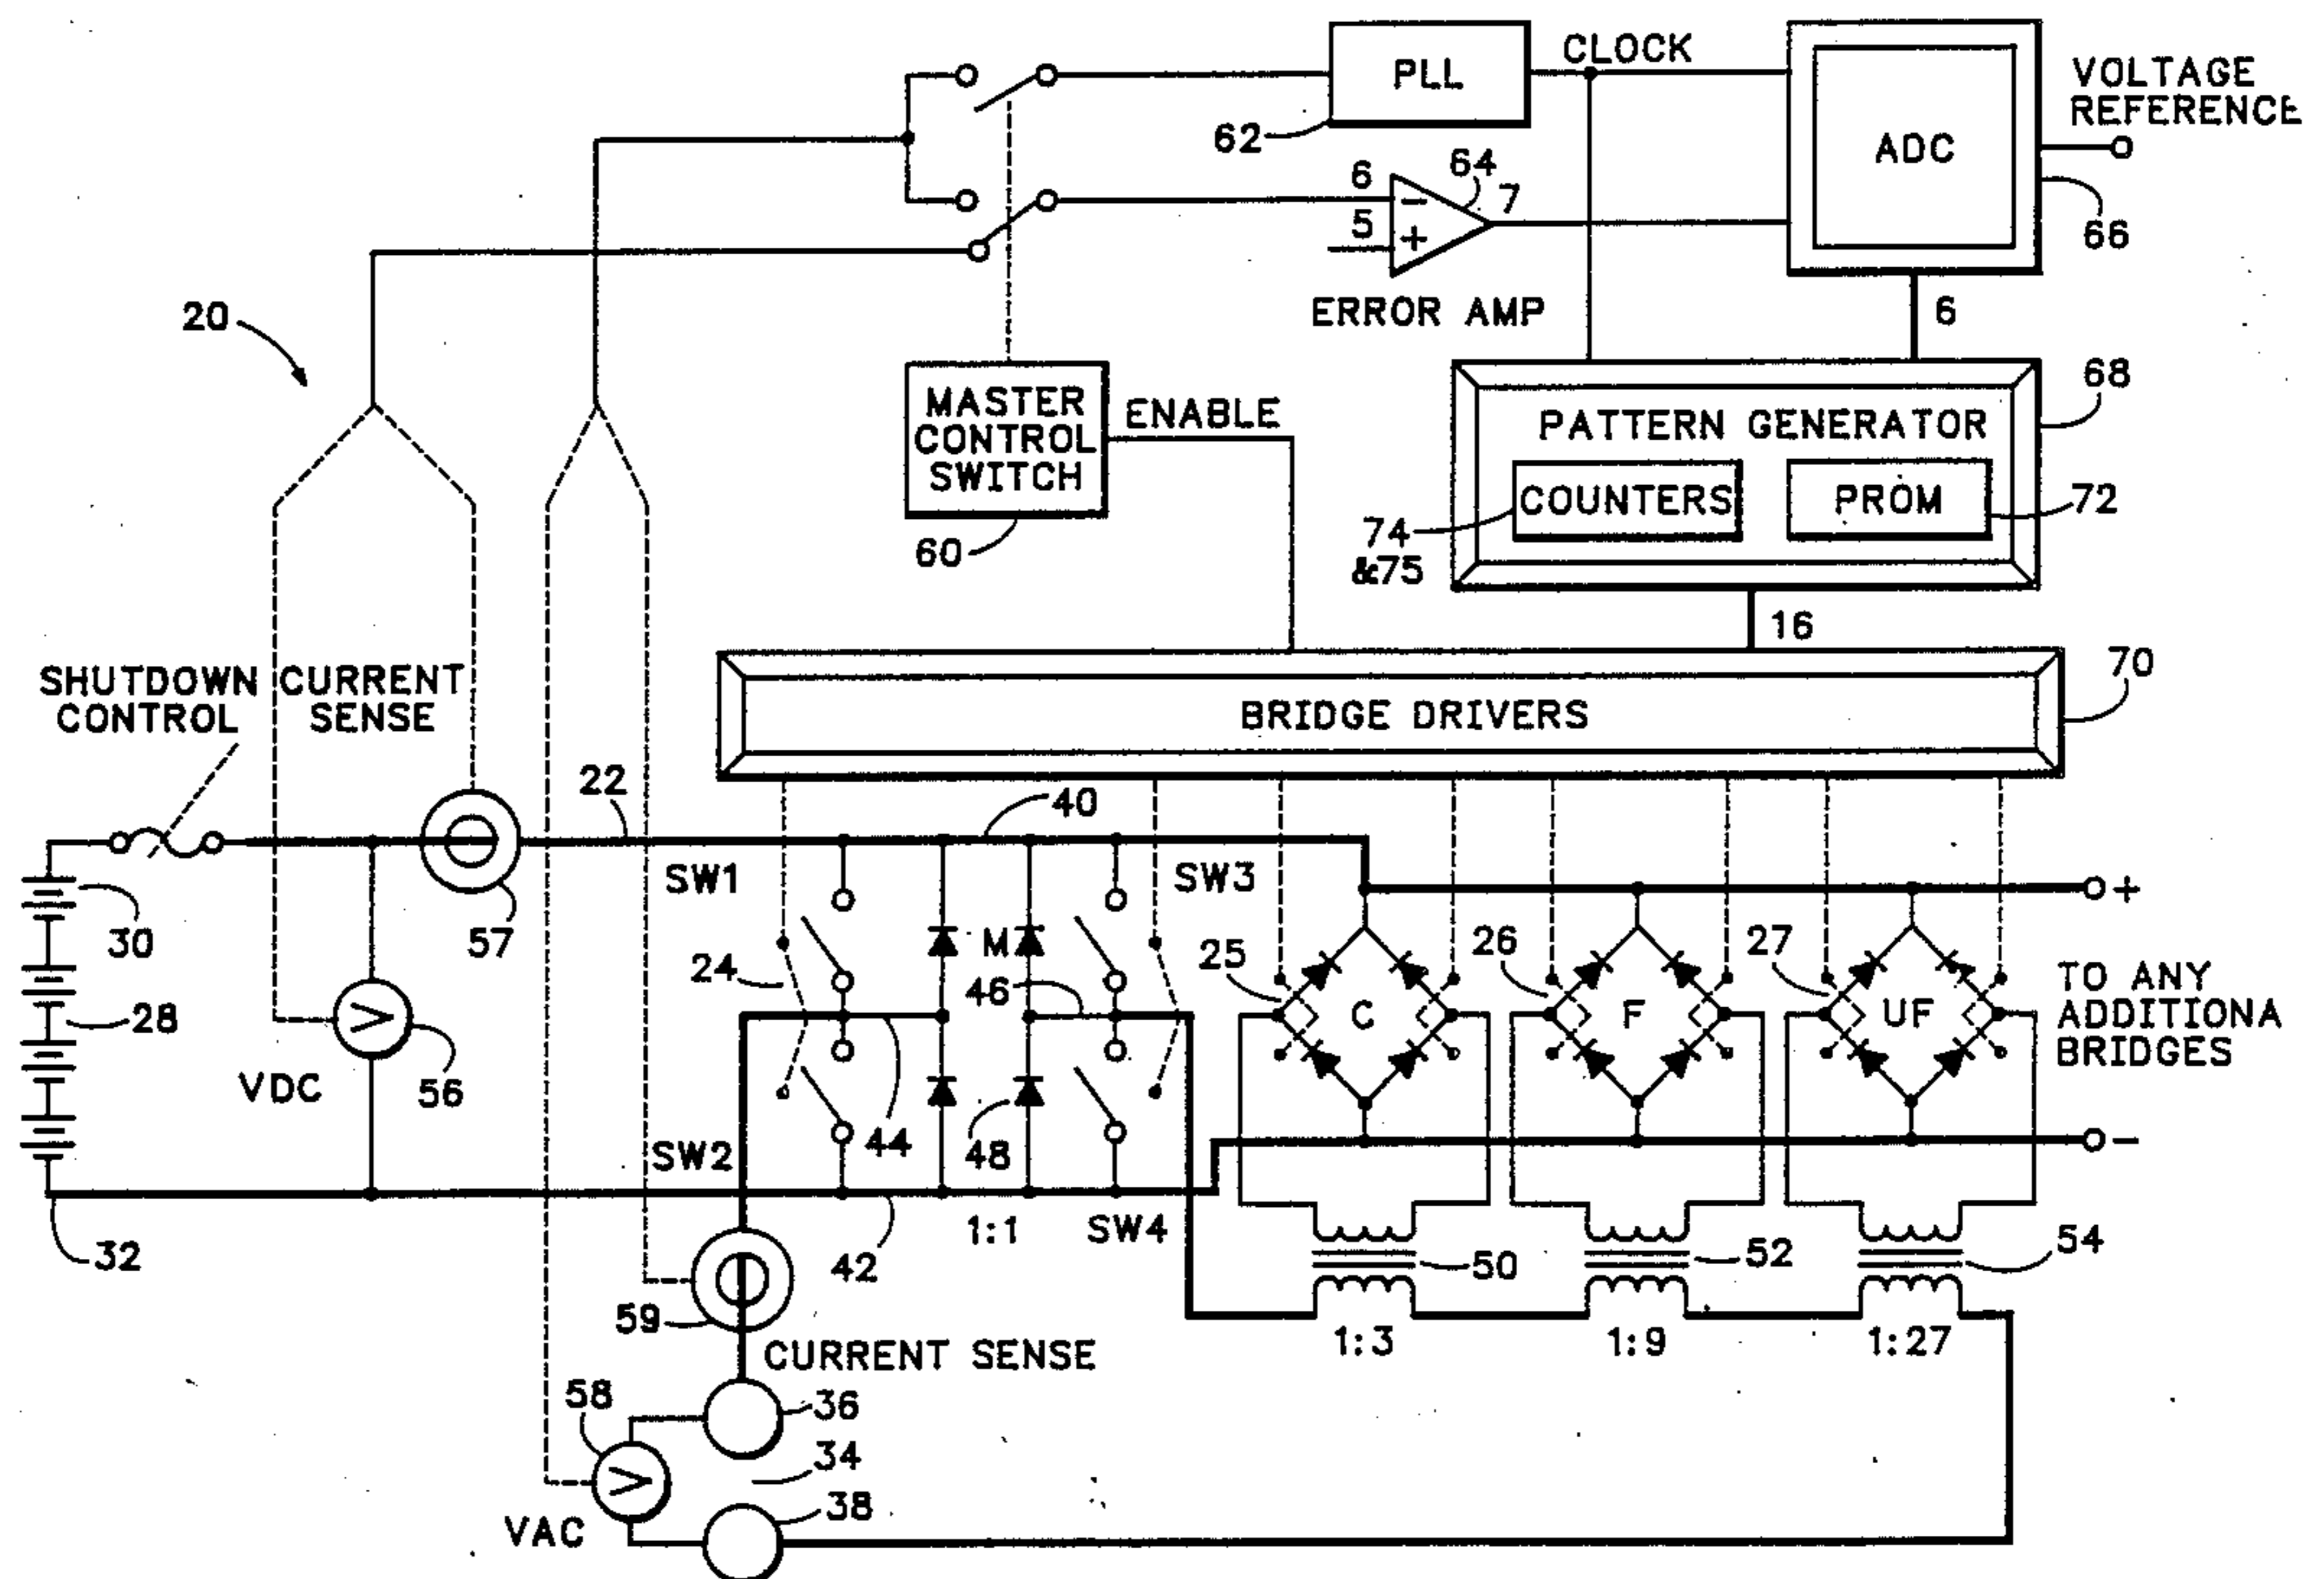 PLL
CLOCK
ADC
VOLTAGE
REFERENCE
62
64
6
7
5
−
+
66
ERROR AMP
6
20
MASTER
CONTROL
SWITCH
ENABLE
60
68
PATTERN GENERATOR
COUNTERS
PROM
72
74
&75
16
SHUTDOWN
CONTROL
CURRENT
SENSE
70
BRIDGE DRIVERS
22
40
SW1
SW3
+
30
57
24
M
46
25
C
26
F
27
UF
TO ANY
ADDITIONA
BRIDGES
28
V
56
VDC
44
48
SW2
−
32
1:1
SW4
42
50
52
54
59
CURRENT SENSE
1:3
1:9
1:27
58
36
V
34
38
VAC